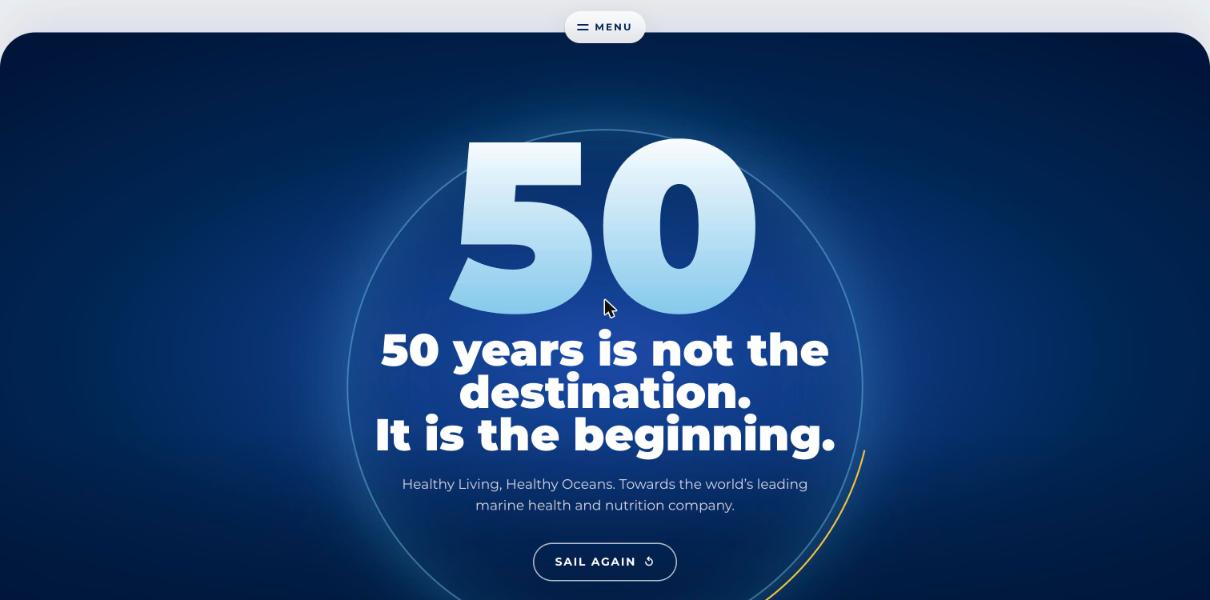 MENU
50
50 years is not the
destination.
It is the beginning.
Healthy Living, Healthy Oceans. Towards the world’s leading
marine health and nutrition company.
SAIL AGAIN